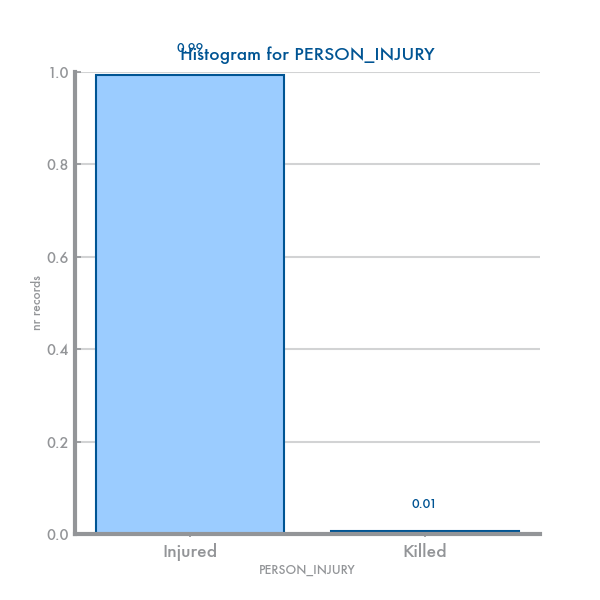 0.99
Histogram for PERSON_INJURY
1.0
0.8
0.6
0.4
0.2
0.0
nr records
0.01
Injured Killed
PERSON_INJURY